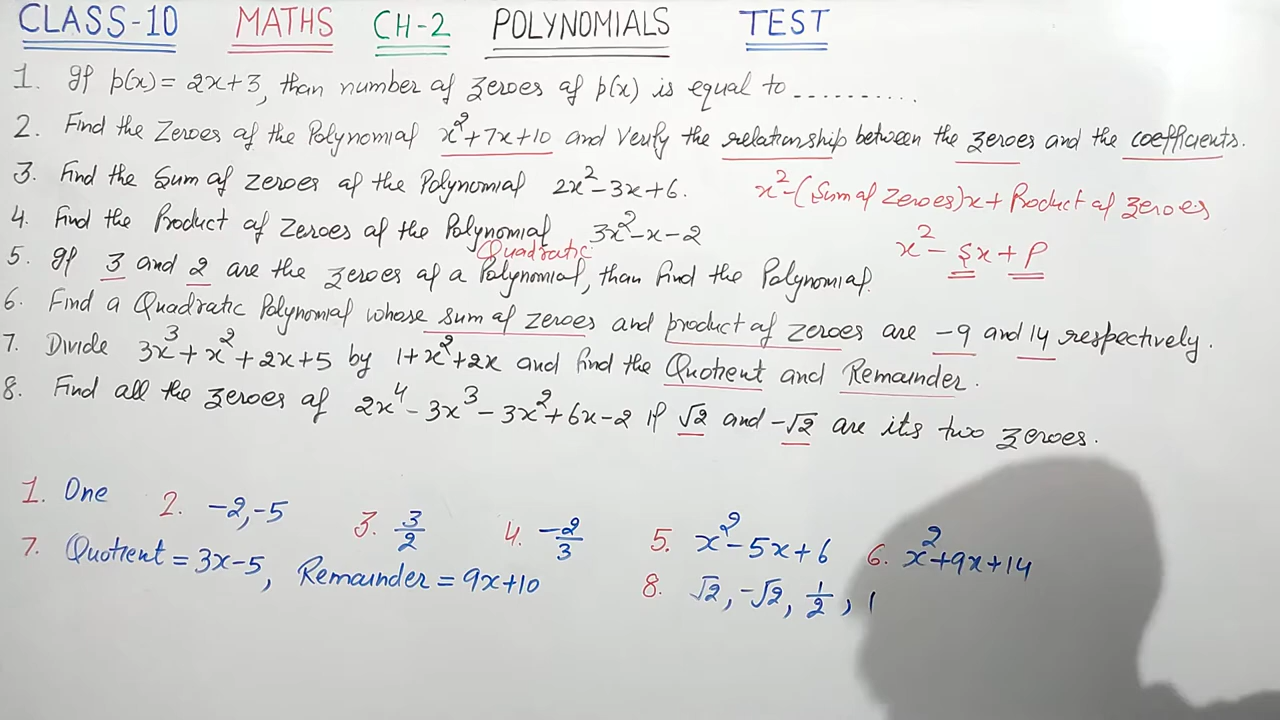 CLASS-10 MATHS CH-2 POLYNOMIALS TEST
1. If p(x) = 2x+3, than number of zeroes of p(x) is equal to ..........
2. Find the Zeroes of the Polynomial x²+7x+10 and Verify the relationship between the zeroes and the coefficients.
3. Find the Sum of Zeroes of the Polynomial 2x²-3x+6.
x²-(Sum of Zeroes)x+Product of zeroes
4. Find the Product of Zeroes of the Polynomial 3x²-x-2
x²-Sx+P
Quadratic
5. If 3 and 2 are the zeroes of a Polynomial, than find the Polynomial.
6. Find a Quadratic Polynomial whose sum of zeroes and product of zeroes are -9 and 14 respectively.
7. Divide 3x³+x²+2x+5 by 1+x²+2x and find the Quotient and Remainder.
8. Find all the zeroes of 2x⁴-3x³-3x²+6x-2 if √2 and -√2 are its two zeroes.
1. One 2. -2,-5 3. 3/2 4. -2/3 5. x²-5x+6 6. x²+9x+14
7. Quotient = 3x-5, Remainder = 9x+10 8. √2, -√2, 1/2, 1